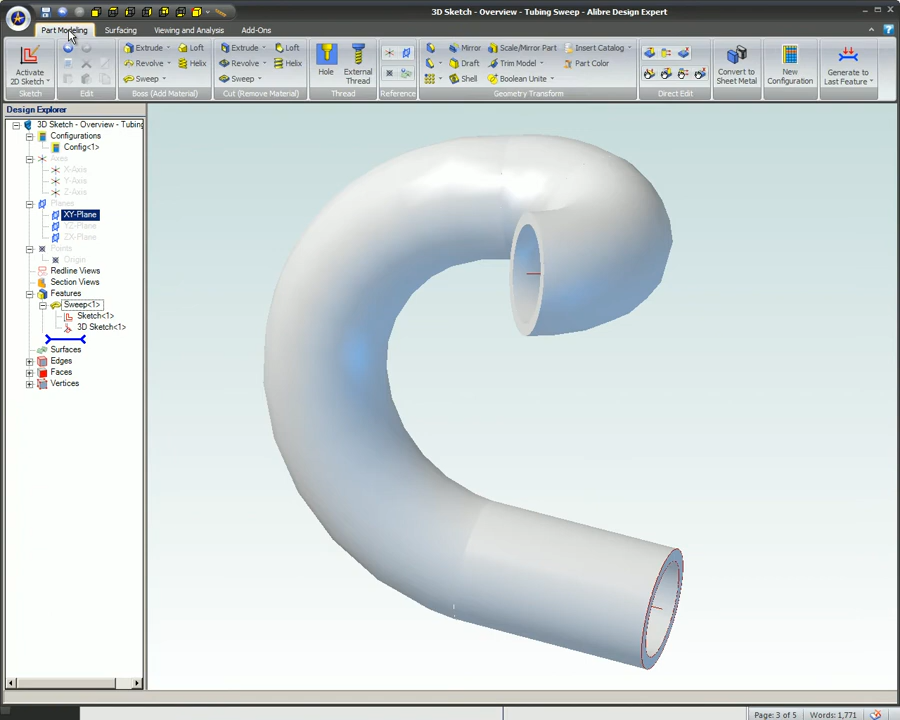 3D Sketch - Overview - Tubing Sweep - Alibre Design Expert
Part Modeling Surfacing Viewing and Analysis Add-Ons
Activate
2D Sketch
Sketch
Edit
Extrude Loft
Revolve Helix
Sweep
Boss (Add Material)
Extrude Loft
Revolve Helix
Sweep
Cut (Remove Material)
Hole
External
Thread
Thread
Reference
Mirror Scale/Mirror Part Insert Catalog
Draft Trim Model Part Color
Shell Boolean Unite
Geometry Transform
Direct Edit
Convert to
Sheet Metal
New
Configuration
Generate to
Last Feature
Design Explorer
3D Sketch - Overview - Tubing
Configurations
Config<1>
Axes
X-Axis
Y-Axis
Z-Axis
Planes
XY-Plane
YZ-Plane
ZX-Plane
Points
Origin
Redline Views
Section Views
Features
Sweep<1>
Sketch<1>
3D Sketch<1>
Surfaces
Edges
Faces
Vertices
Page: 3 of 5 Words: 1,771